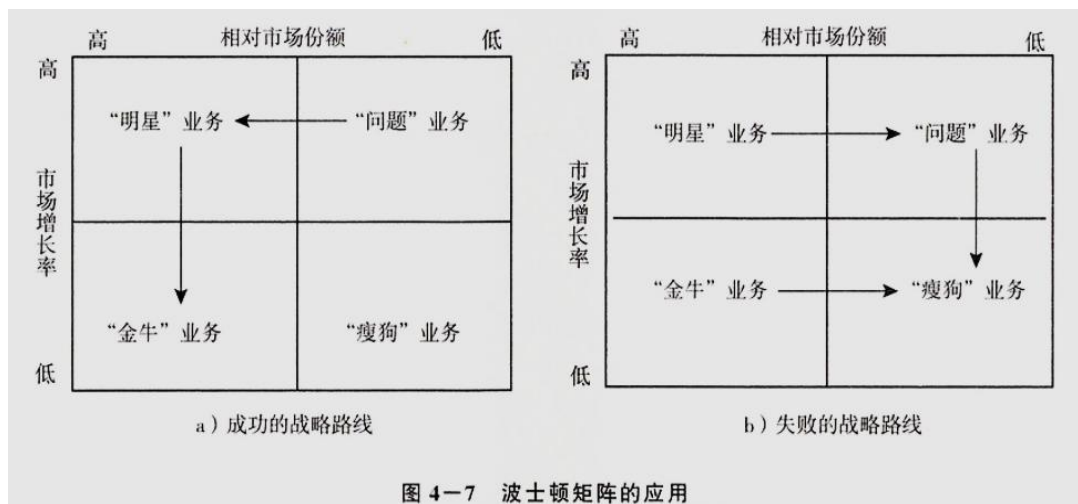 高 相对市场份额 低
高
“明星”业务 “问题”业务
市场增长率
“金牛”业务 “瘦狗”业务
低
a）成功的战略路线
高 相对市场份额 低
高
“明星”业务 “问题”业务
市场增长率
“金牛”业务 “瘦狗”业务
低
b）失败的战略路线
图 4－7 波士顿矩阵的应用